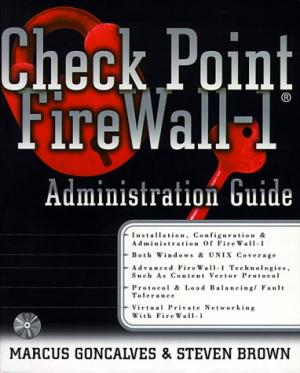 Check Point
FireWall-1®
Administration Guide
Installation, Configuration &
Administration Of FireWall-1
Both Windows & UNIX Coverage
Advanced FireWall-1 Technologies,
Such As Content Vector Protocol
Protocol & Load Balancing/ Fault
Tolerance
Virtual Private Networking
With FireWall-1
MARCUS GONCALVES & STEVEN BROWN